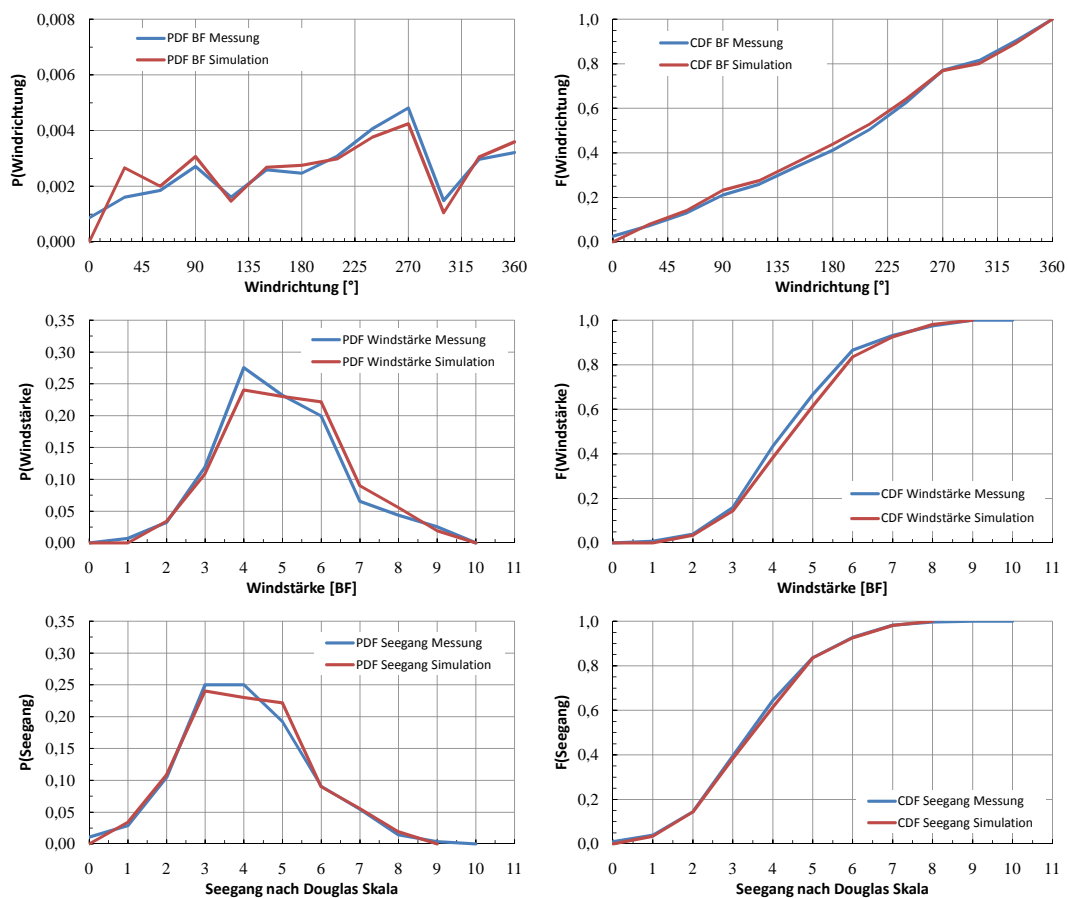 P(Windrichtung)
0,008
0,006
0,004
0,002
0,000
PDF BF Messung
PDF BF Simulation
0 45 90 135 180 225 270 315 360
Windrichtung [°]
F(Windrichtung)
1,0
0,8
0,6
0,4
0,2
0,0
CDF BF Messung
CDF BF Simulation
0 45 90 135 180 225 270 315 360
Windrichtung [°]
P(Windstärke)
0,35
0,30
0,25
0,20
0,15
0,10
0,05
0,00
PDF Windstärke Messung
PDF Windstärke Simulation
0 1 2 3 4 5 6 7 8 9 10 11
Windstärke [BF]
F(Windstärke)
1,0
0,8
0,6
0,4
0,2
0,0
CDF Windstärke Messung
CDF Windstärke Simulation
0 1 2 3 4 5 6 7 8 9 10 11
Windstärke [BF]
P(Seegang)
0,35
0,30
0,25
0,20
0,15
0,10
0,05
0,00
PDF Seegang Messung
PDF Seegang Simulation
0 1 2 3 4 5 6 7 8 9 10 11
Seegang nach Douglas Skala
F(Seegang)
1,0
0,8
0,6
0,4
0,2
0,0
CDF Seegang Messung
CDF Seegang Simulation
0 1 2 3 4 5 6 7 8 9 10 11
Seegang nach Douglas Skala